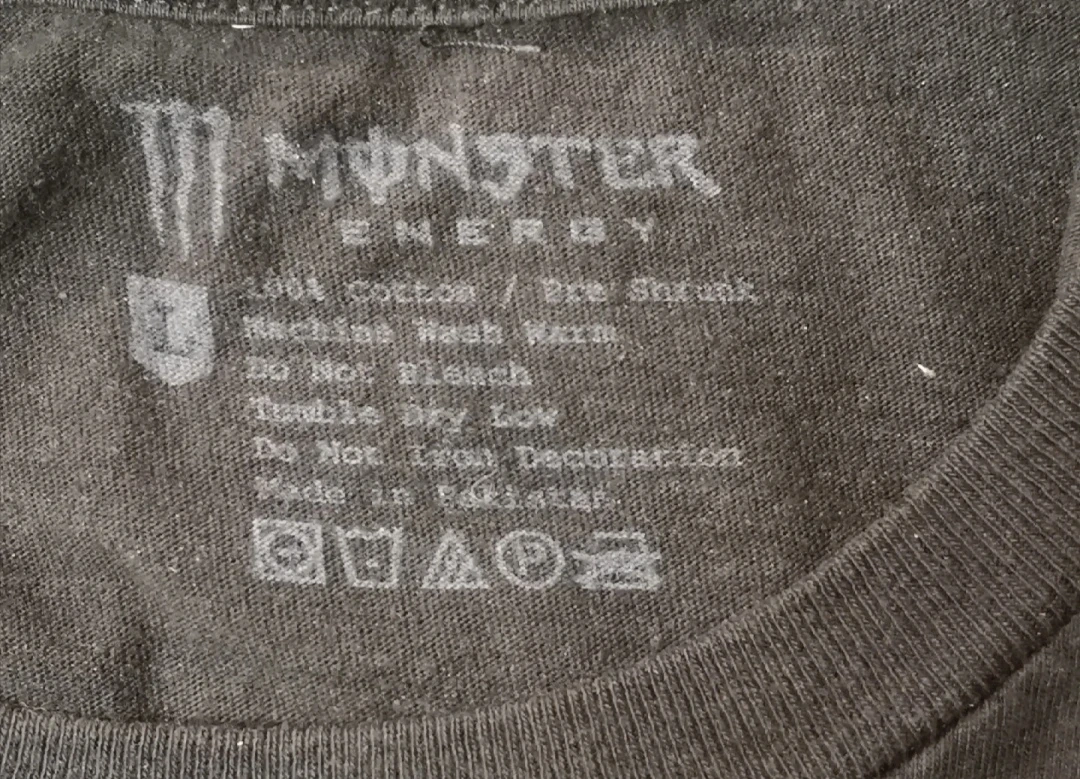 MONSTER
ENERGY
100% Cotton / Pre Shrunk
L
Machine Wash Warm
Do Not Bleach
Tumble Dry Low
Do Not Iron Decoration
Made in Pakistan
P